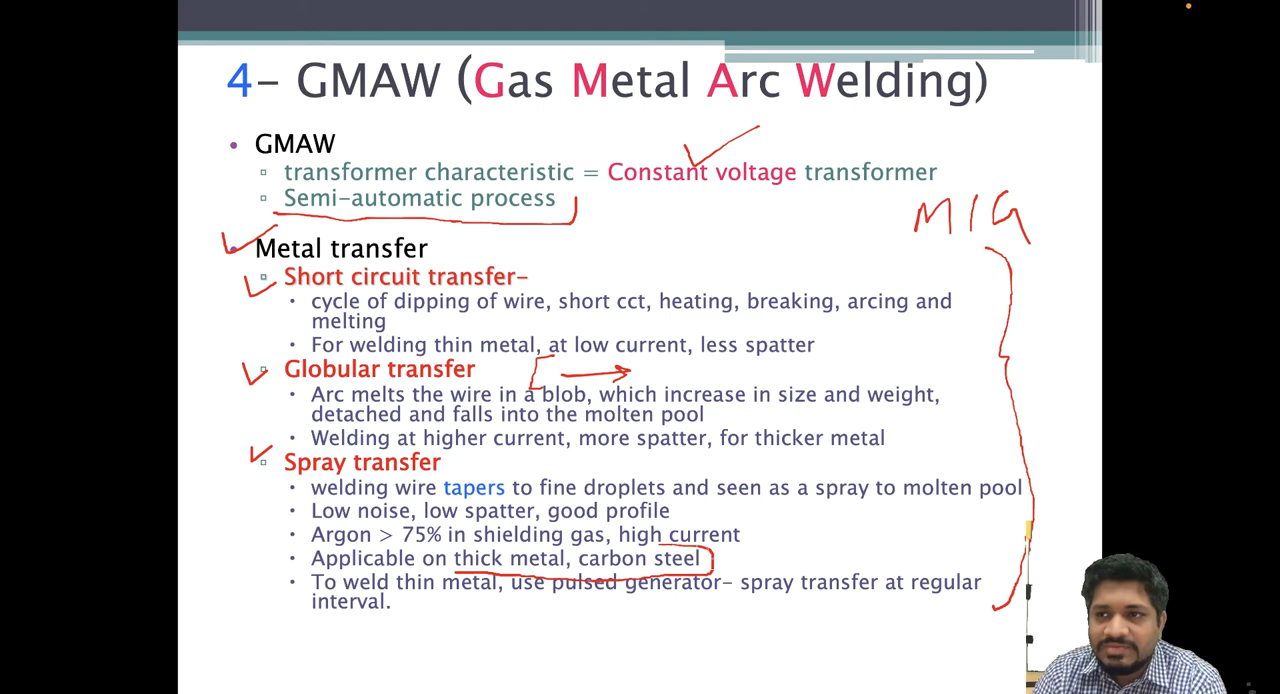 4- GMAW (Gas Metal Arc Welding)
• GMAW
▫ transformer characteristic = Constant voltage transformer
▫ Semi-automatic process
MIG
• Metal transfer
▫ Short circuit transfer-
• cycle of dipping of wire, short cct, heating, breaking, arcing and
melting
• For welding thin metal, at low current, less spatter
▫ Globular transfer
• Arc melts the wire in a blob, which increase in size and weight,
detached and falls into the molten pool
• Welding at higher current, more spatter, for thicker metal
▫ Spray transfer
• welding wire tapers to fine droplets and seen as a spray to molten pool
• Low noise, low spatter, good profile
• Argon > 75% in shielding gas, high current
• Applicable on thick metal, carbon steel
• To weld thin metal, use pulsed generator- spray transfer at regular
interval.